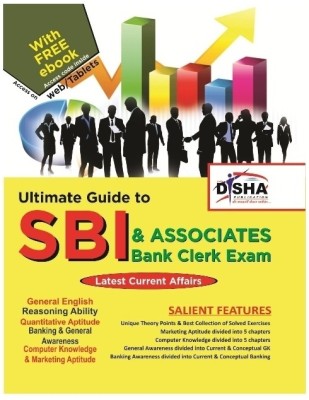 With FREE
ebook
Access code Inside
Access on
web/Tablets
Ultimate Guide to
DISHA
PUBLICATION
SBI & ASSOCIATES
Bank Clerk Exam
Latest Current Affairs
General English
Reasoning Ability
Quantitative Aptitude
Banking & General
Awareness
Computer Knowledge
& Marketing Aptitude
SALIENT FEATURES
Unique Theory Points & Best Collection of Solved Exercises
Marketing Aptitude divided into 5 chapters
Computer Knowledge divided into 5 chapters
General Awareness divided into Current & Conceptual GK
Banking Awareness divided into Current & Conceptual Banking